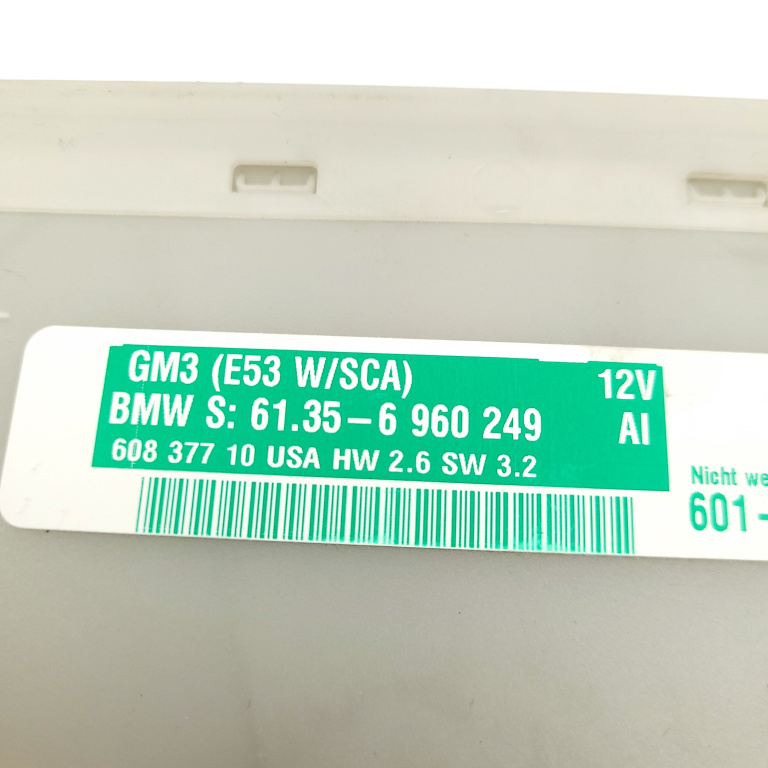 GM3 (E53 W/SCA) 12V
BMW S: 61.35-6 960 249 AI
608 377 10 USA HW 2.6 SW 3.2
Nicht we
601-